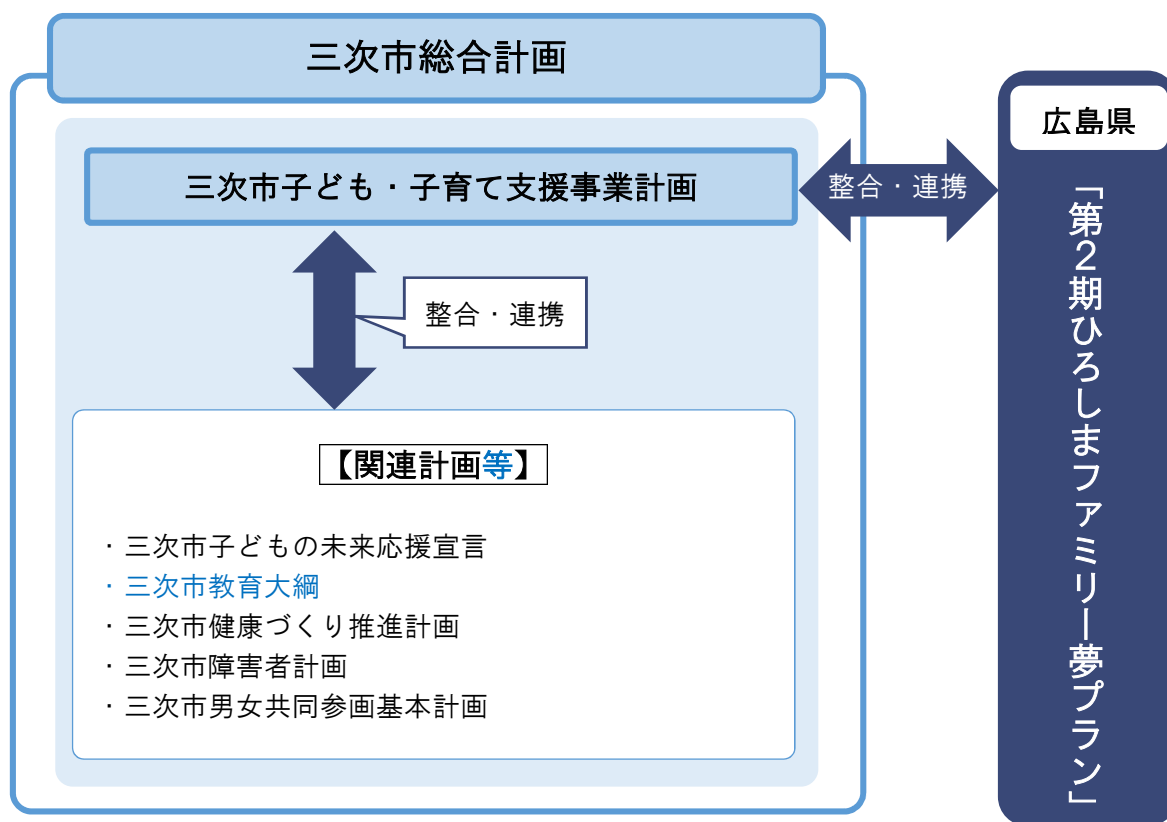 三次市総合計画
三次市子ども・子育て支援事業計画
整合・連携
整合・連携
【関連計画等】
・三次市子どもの未来応援宣言
・三次市教育大綱
・三次市健康づくり推進計画
・三次市障害者計画
・三次市男女共同参画基本計画
広島県
「第２期ひろしまファミリー夢プラン」